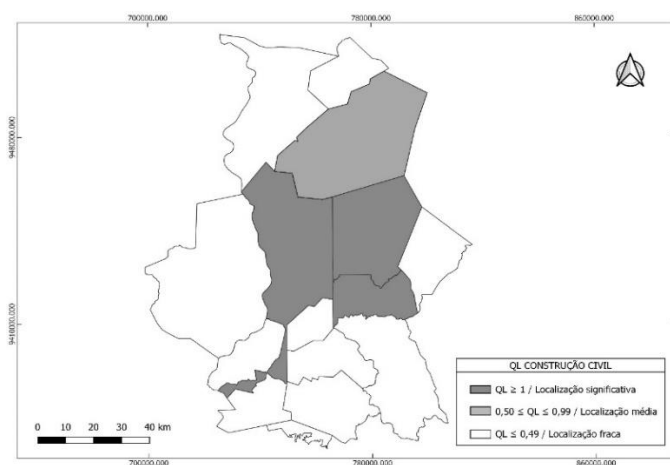 700000.000 780000.000 860000.000
9480000.000
9416000.000
QL CONSTRUÇÃO CIVIL
QL ≥ 1 / Localização significativa
0,50 ≤ QL ≤ 0,99 / Localização média
QL ≤ 0,49 / Localização fraca
0 10 20 30 40 km
700000.000 780000.000 860000.000